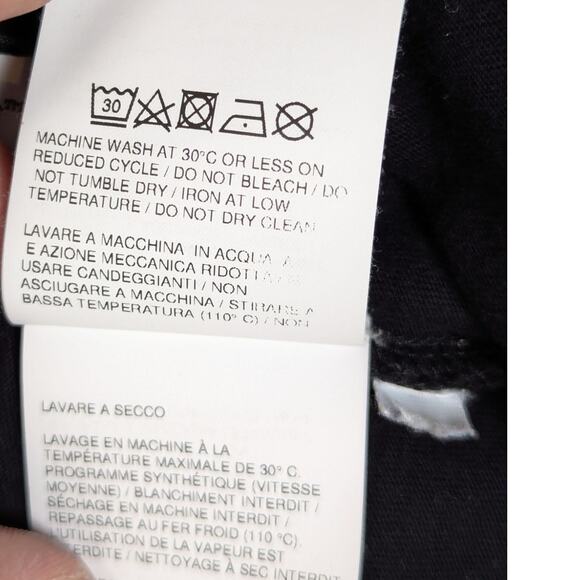 30
MACHINE WASH AT 30°C OR LESS ON
REDUCED CYCLE / DO NOT BLEACH / DO
NOT TUMBLE DRY / IRON AT LOW
TEMPERATURE / DO NOT DRY CLEAN
LAVARE A MACCHINA IN ACQUA A
E AZIONE MECCANICA RIDOTTA
USARE CANDEGGIANTI / NON
ASCIUGARE A MACCHINA / STIRARE A
BASSA TEMPERATURA (110° C) / NON
LAVARE A SECCO
LAVAGE EN MACHINE À LA
TEMPÉRATURE MAXIMALE DE 30° C.
PROGRAMME SYNTHÉTIQUE (VITESSE
MOYENNE) / BLANCHIMENT INTERDIT /
SÉCHAGE EN MACHINE INTERDIT /
REPASSAGE AU FER FROID (110 °C).
L'UTILISATION DE LA VAPEUR EST
ERDITE / NETTOYAGE À SEC INTERDIT